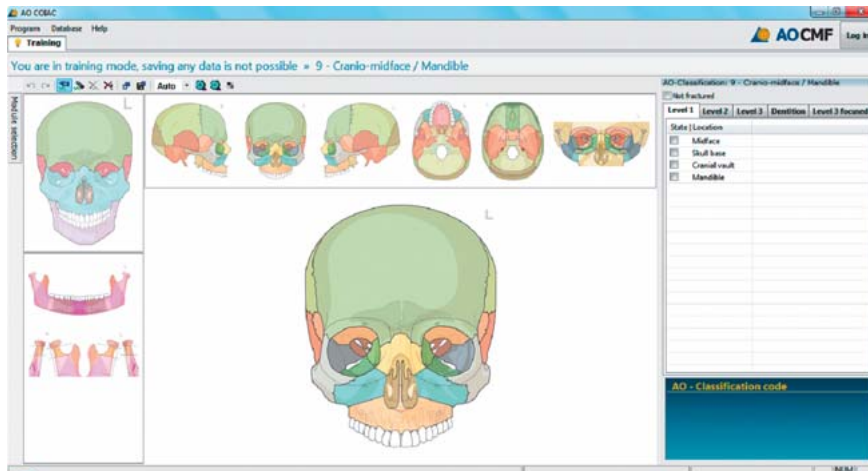 AO COIAC
Program Database Help
Training
AOCMF
Log in
You are in training mode, saving any data is not possible » 9 - Cranio-midface / Mandible
Auto
Module selection
L
L
AO-Classification: 9 - Cranio-midface / Mandible
Not fractured
Level 1 Level 2 Level 3 Dentition Level 3 focused
State | Location
Midface
Skull base
Cranial vault
Mandible
AO - Classification code
NUM